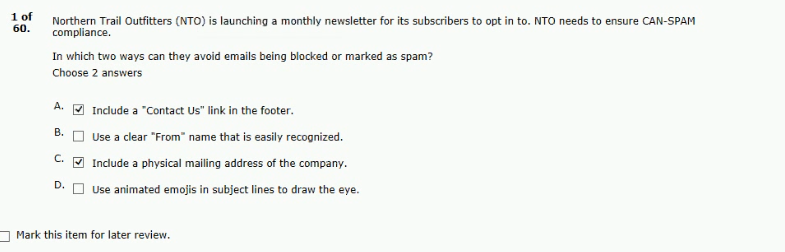 1 of
60.
Northern Trail Outfitters (NTO) is launching a monthly newsletter for its subscribers to opt in to. NTO needs to ensure CAN-SPAM
compliance.
In which two ways can they avoid emails being blocked or marked as spam?
Choose 2 answers
A. Include a "Contact Us" link in the footer.
B. Use a clear "From" name that is easily recognized.
C. Include a physical mailing address of the company.
D. Use animated emojis in subject lines to draw the eye.
Mark this item for later review.